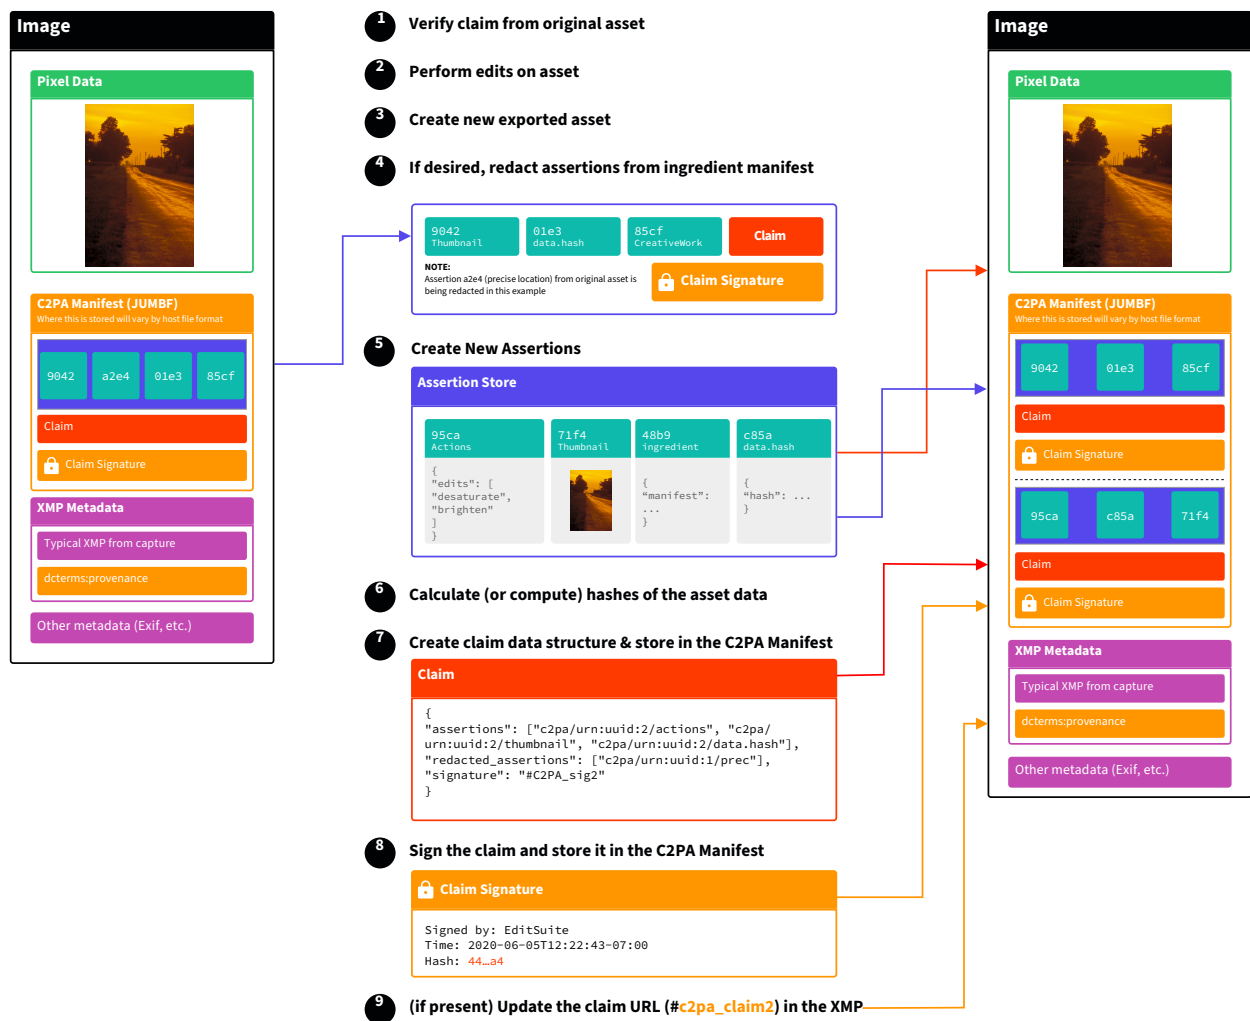 Image
Pixel Data
C2PA Manifest (JUMBF)
Where this is stored will vary by host file format
9042
a2e4
01e3
85cf
Claim
Claim Signature
XMP Metadata
Typical XMP from capture
dcterms:provenance
Other metadata (Exif, etc.)
1 Verify claim from original asset
2 Perform edits on asset
3 Create new exported asset
4 If desired, redact assertions from ingredient manifest
9042
Thumbnail
01e3
data.hash
85cf
CreativeWork
Claim
NOTE:
Assertion a2e4 (precise location) from original asset is
being redacted in this example
Claim Signature
5 Create New Assertions
Assertion Store
95ca
Actions
{
"edits": [
"desaturate",
"brighten"
]
}
71f4
Thumbnail
48b9
ingredient
{
“manifest”:
...
}
c85a
data.hash
{
“hash”: ...
}
6 Calculate (or compute) hashes of the asset data
7 Create claim data structure & store in the C2PA Manifest
Claim
{
"assertions": ["c2pa/urn:uuid:2/actions", "c2pa/
urn:uuid:2/thumbnail", "c2pa/urn:uuid:2/data.hash"],
"redacted_assertions": ["c2pa/urn:uuid:1/prec"],
"signature": "#C2PA_sig2"
}
8 Sign the claim and store it in the C2PA Manifest
Claim Signature
Signed by: EditSuite
Time: 2020-06-05T12:22:43-07:00
Hash: 44…a4
9 (if present) Update the claim URL (#c2pa_claim2) in the XMP
Image
Pixel Data
C2PA Manifest (JUMBF)
Where this is stored will vary by host file format
9042
01e3
85cf
Claim
Claim Signature
95ca
c85a
71f4
Claim
Claim Signature
XMP Metadata
Typical XMP from capture
dcterms:provenance
Other metadata (Exif, etc.)